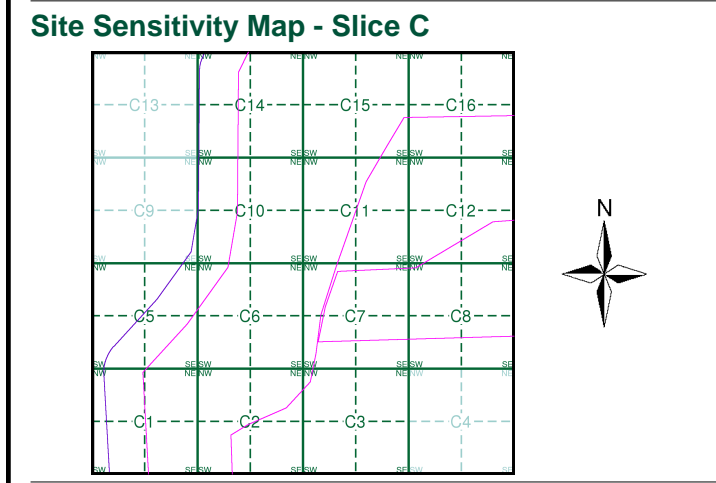 Site Sensitivity Map - Slice C
NW NE NW NE
C13 C14 C15 C16
SW SE SW SE SW SE SW
NW NE NW NE NW NE NW NE
C9 C10 C11 C12
N
SW SE SW SE SW SE SW SE
NW NE NW NE NW NE NW NE
C5 C6 C7 C8
SE SW SE SW SE SW SE
NW NE NW NE NW NE NW NE
C1 C2 C3 C4
SW SE SW SE SW SE SW SE